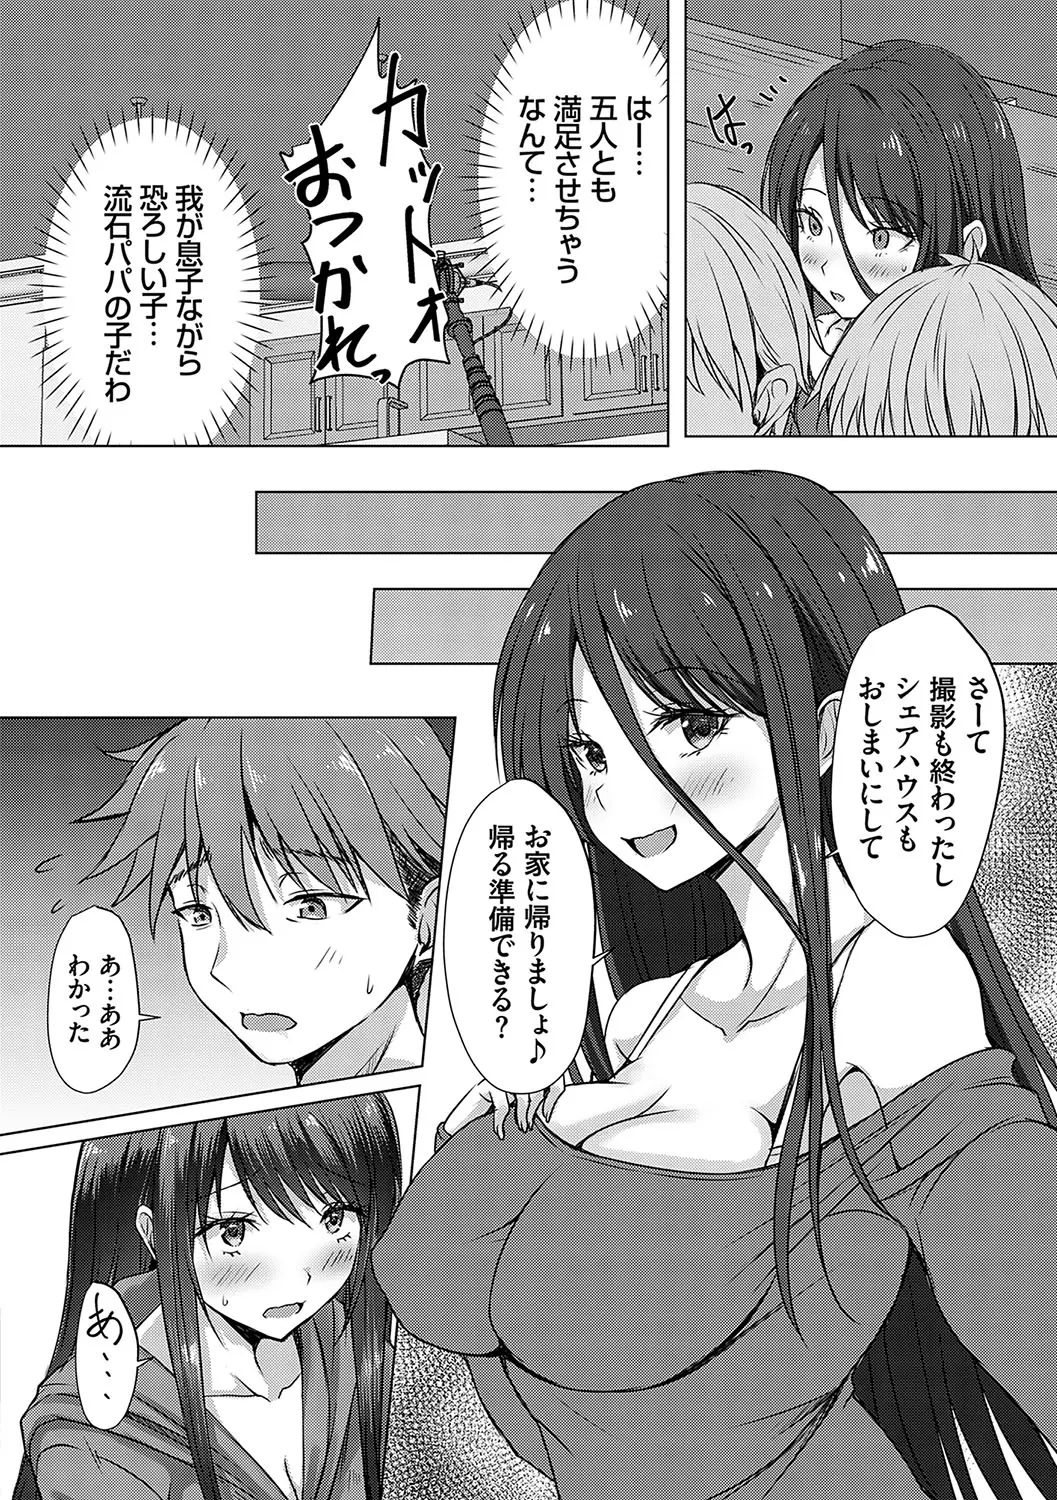 はっ
はー…
五人とも
満足させちゃう
なんて…
カットォ
おつかれっ
我が息子ながら
恐ろしい子…
流石パパの子だわ
さーて
撮影も終わったし
シェアハウスも
おしまいにして
お家に帰りましょ♪
帰る準備できる？
あ…ああ
わかった
あ…